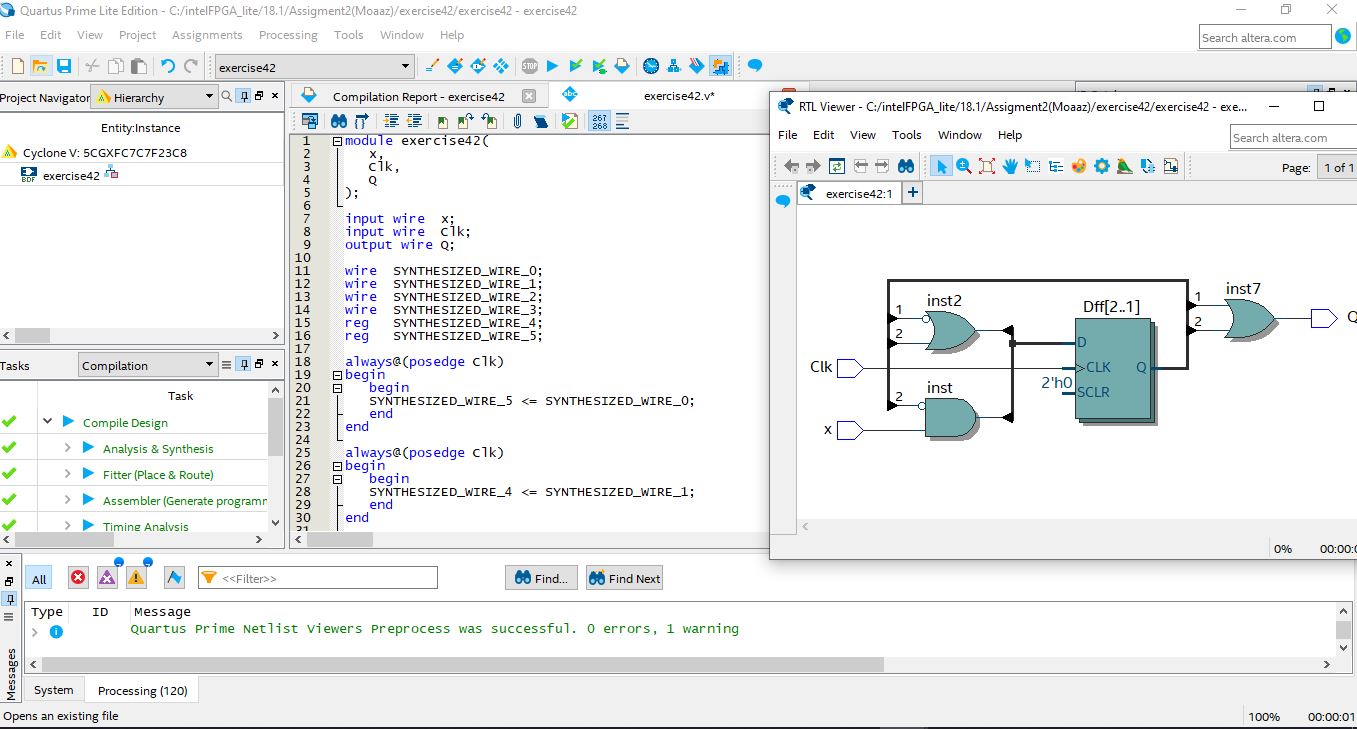 Quartus Prime Lite Edition - C:/intelFPGA_lite/18.1/Assigment2(Moaaz)/exercise42/exercise42 - exercise42
File Edit View Project Assignments Processing Tools Window Help
Search altera.com
exercise42
Project Navigator Hierarchy
Entity:Instance
Cyclone V: 5CGXFC7C7F23C8
BDF exercise42
Tasks Compilation
Task
Compile Design
Analysis & Synthesis
Fitter (Place & Route)
Assembler (Generate programm
Timing Analysis
Compilation Report - exercise42
abc exercise42.v*
267
268
1 module exercise42(
2 x,
3 Clk,
4 Q
5 );
6
7 input wire x;
8 input wire Clk;
9 output wire Q;
10
11 wire SYNTHESIZED_WIRE_0;
12 wire SYNTHESIZED_WIRE_1;
13 wire SYNTHESIZED_WIRE_2;
14 wire SYNTHESIZED_WIRE_3;
15 reg SYNTHESIZED_WIRE_4;
16 reg SYNTHESIZED_WIRE_5;
17
18 always@(posedge Clk)
19 begin
20 begin
21 SYNTHESIZED_WIRE_5 <= SYNTHESIZED_WIRE_0;
22 end
23 end
24
25 always@(posedge Clk)
26 begin
27 begin
28 SYNTHESIZED_WIRE_4 <= SYNTHESIZED_WIRE_1;
29 end
30 end
31
RTL Viewer - C:/intelFPGA_lite/18.1/Assigment2(Moaaz)/exercise42/exercise42 - exe...
File Edit View Tools Window Help
Search altera.com
Page: 1 of 1
exercise42:1
inst2
1
2
Dff[2..1]
D
CLK
SCLR
Q
2'h0
inst7
1
2
Q
Clk
inst
2
x
0% 00:00:0
All
<<Filter>>
Find...
Find Next
Type ID Message
Quartus Prime Netlist Viewers Preprocess was successful. 0 errors, 1 warning
Messages
System Processing (120)
Opens an existing file
100% 00:00:01